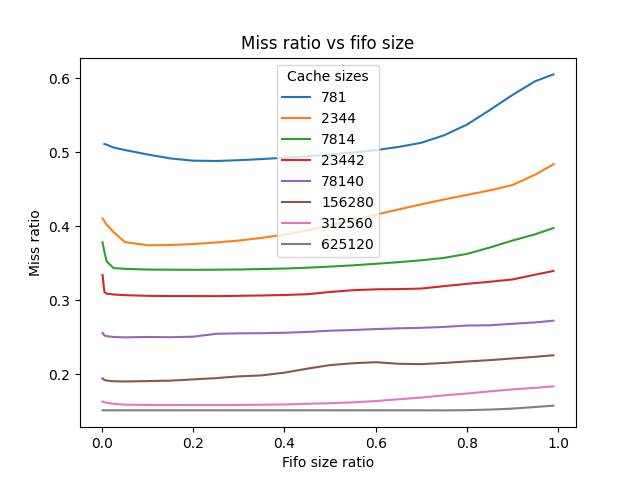 Miss ratio vs fifo size
Cache sizes
781
2344
7814
23442
78140
156280
312560
625120
Miss ratio
0.6
0.5
0.4
0.3
0.2
0.0 0.2 0.4 0.6 0.8 1.0
Fifo size ratio